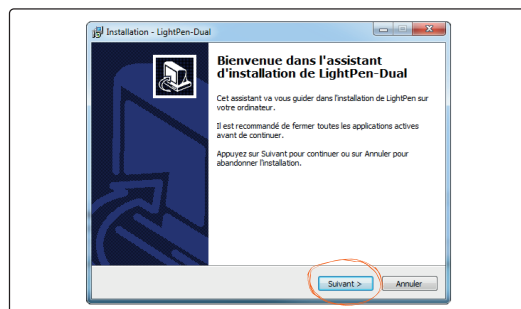 Installation - LightPen-Dual
Bienvenue dans l'assistant
d'installation de LightPen-Dual
Cet assistant va vous guider dans l'installation de LightPen sur
votre ordinateur.
Il est recommandé de fermer toutes les applications actives
avant de continuer.
Appuyez sur Suivant pour continuer ou sur Annuler pour
abandonner l'installation.
Suivant > Annuler